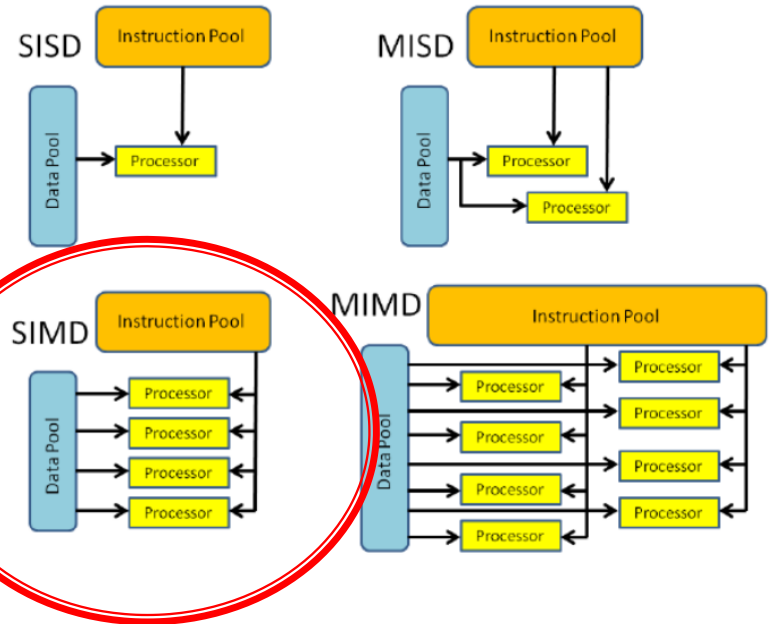 SISD
Instruction Pool
Data Pool
Processor
MISD
Instruction Pool
Data Pool
Processor
Processor
SIMD
Instruction Pool
Data Pool
Processor
Processor
Processor
Processor
MIMD
Instruction Pool
Data Pool
Processor
Processor
Processor
Processor
Processor
Processor
Processor
Processor